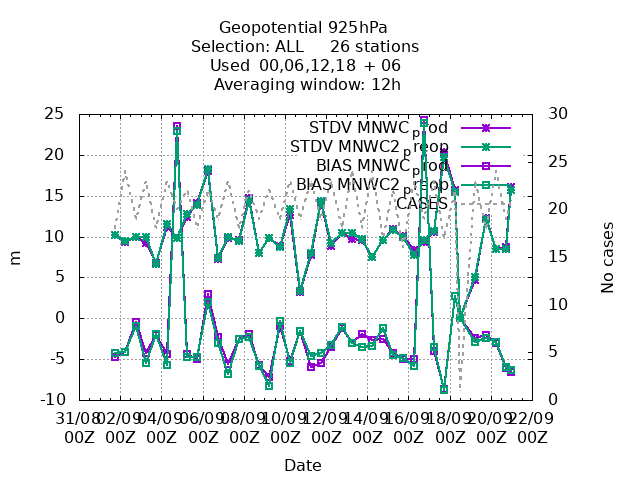 Geopotential 925hPa
Selection: ALL 26 stations
Used 00,06,12,18 + 06
Averaging window: 12h
25 30
STDV MNWC_prod
STDV MNWC2_preop
BIAS MNWC_prod
BIAS MNWC2_preop
CASES
20 25
15 20
10 15
5 10
0
-5 5
-10 0
m
No cases
31/08 02/09 04/09 06/09 08/09 10/09 12/09 14/09 16/09 18/09 20/09 22/09
00Z 00Z 00Z 00Z 00Z 00Z 00Z 00Z 00Z 00Z 00Z 00Z
Date